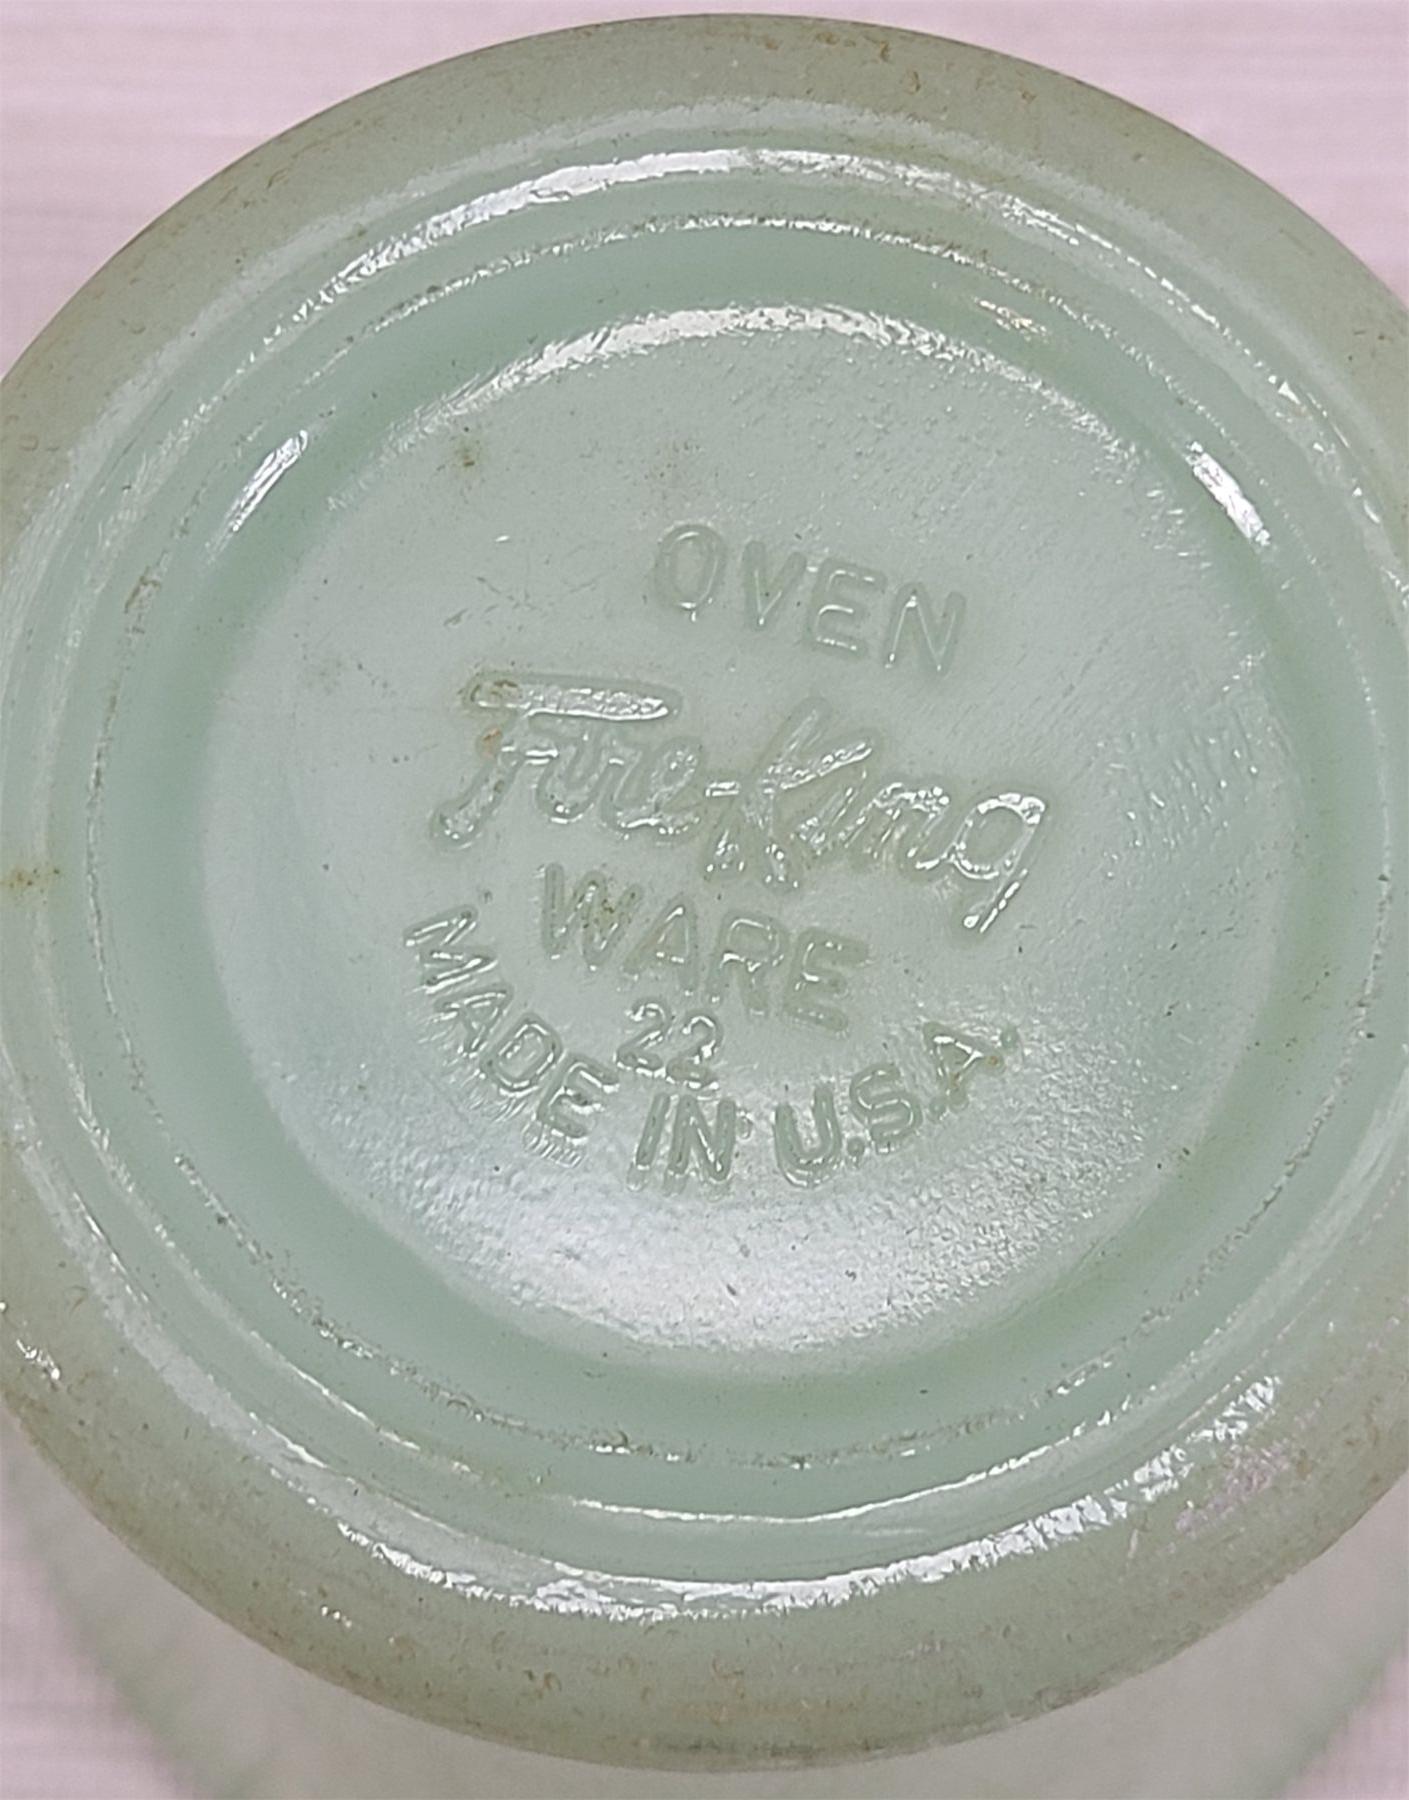 OVEN
Fire-King
WARE
22
MADE IN U.S.A.